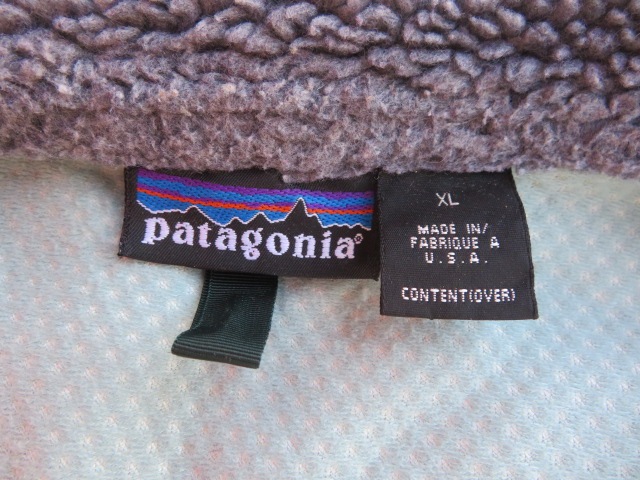 patagonia®
XL
MADE IN/
FABRIQUE A
U.S.A.
CONTENT(OVER)